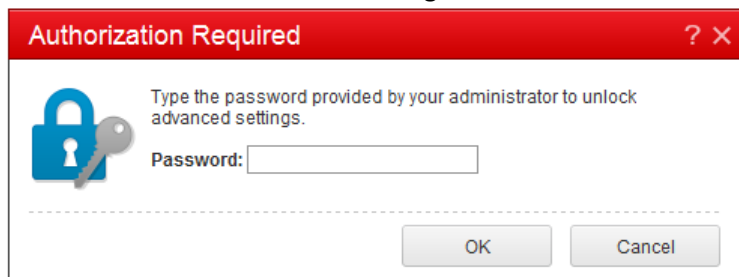 Authorization Required ? ×
Type the password provided by your administrator to unlock
advanced settings.
Password:
OK Cancel